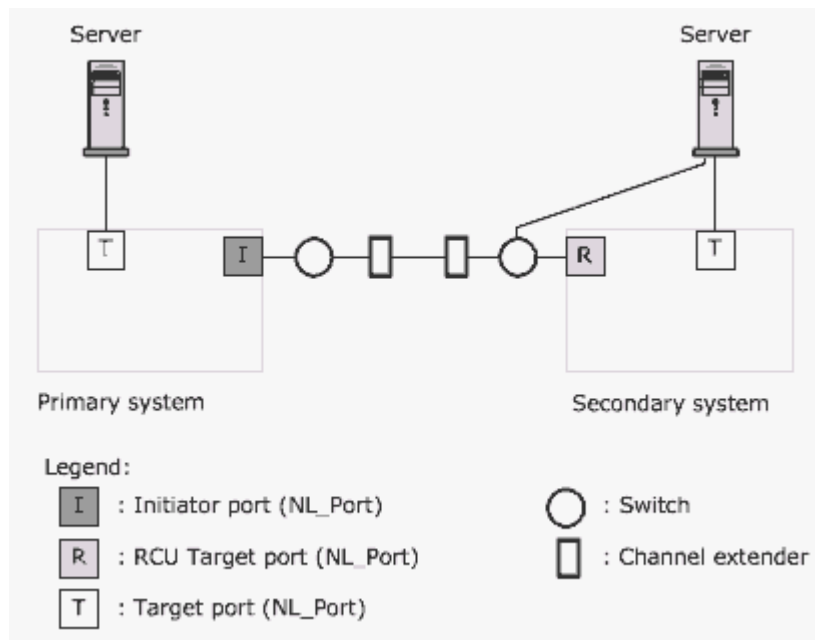 Server
Server
T
I
R
T
Primary system
Secondary system
Legend:
I : Initiator port (NL_Port)
: Switch
R : RCU Target port (NL_Port)
: Channel extender
T : Target port (NL_Port)